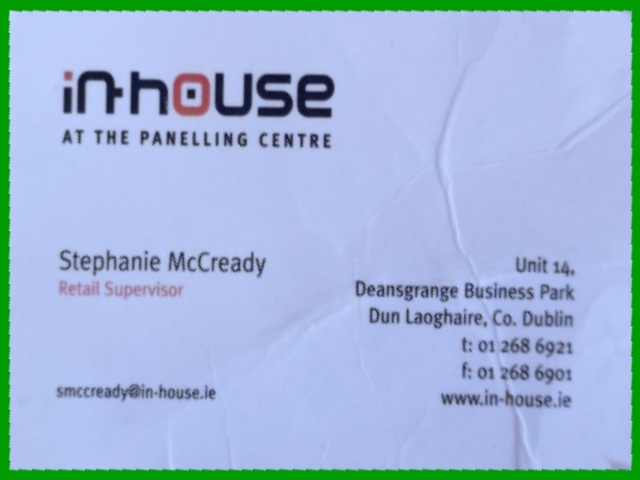 in-house
AT THE PANELLING CENTRE
Stephanie McCready
Retail Supervisor
smccready@in-house.ie
Unit 14,
Deansgrange Business Park
Dun Laoghaire, Co. Dublin
t: 01 268 6921
f: 01 268 6901
www.in-house.ie